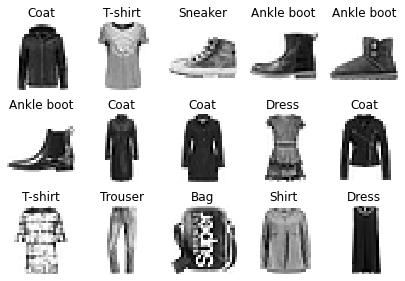 Coat T-shirt Sneaker Ankle boot Ankle boot
Ankle boot Coat Coat Dress Coat
T-shirt Trouser Bag Shirt Dress